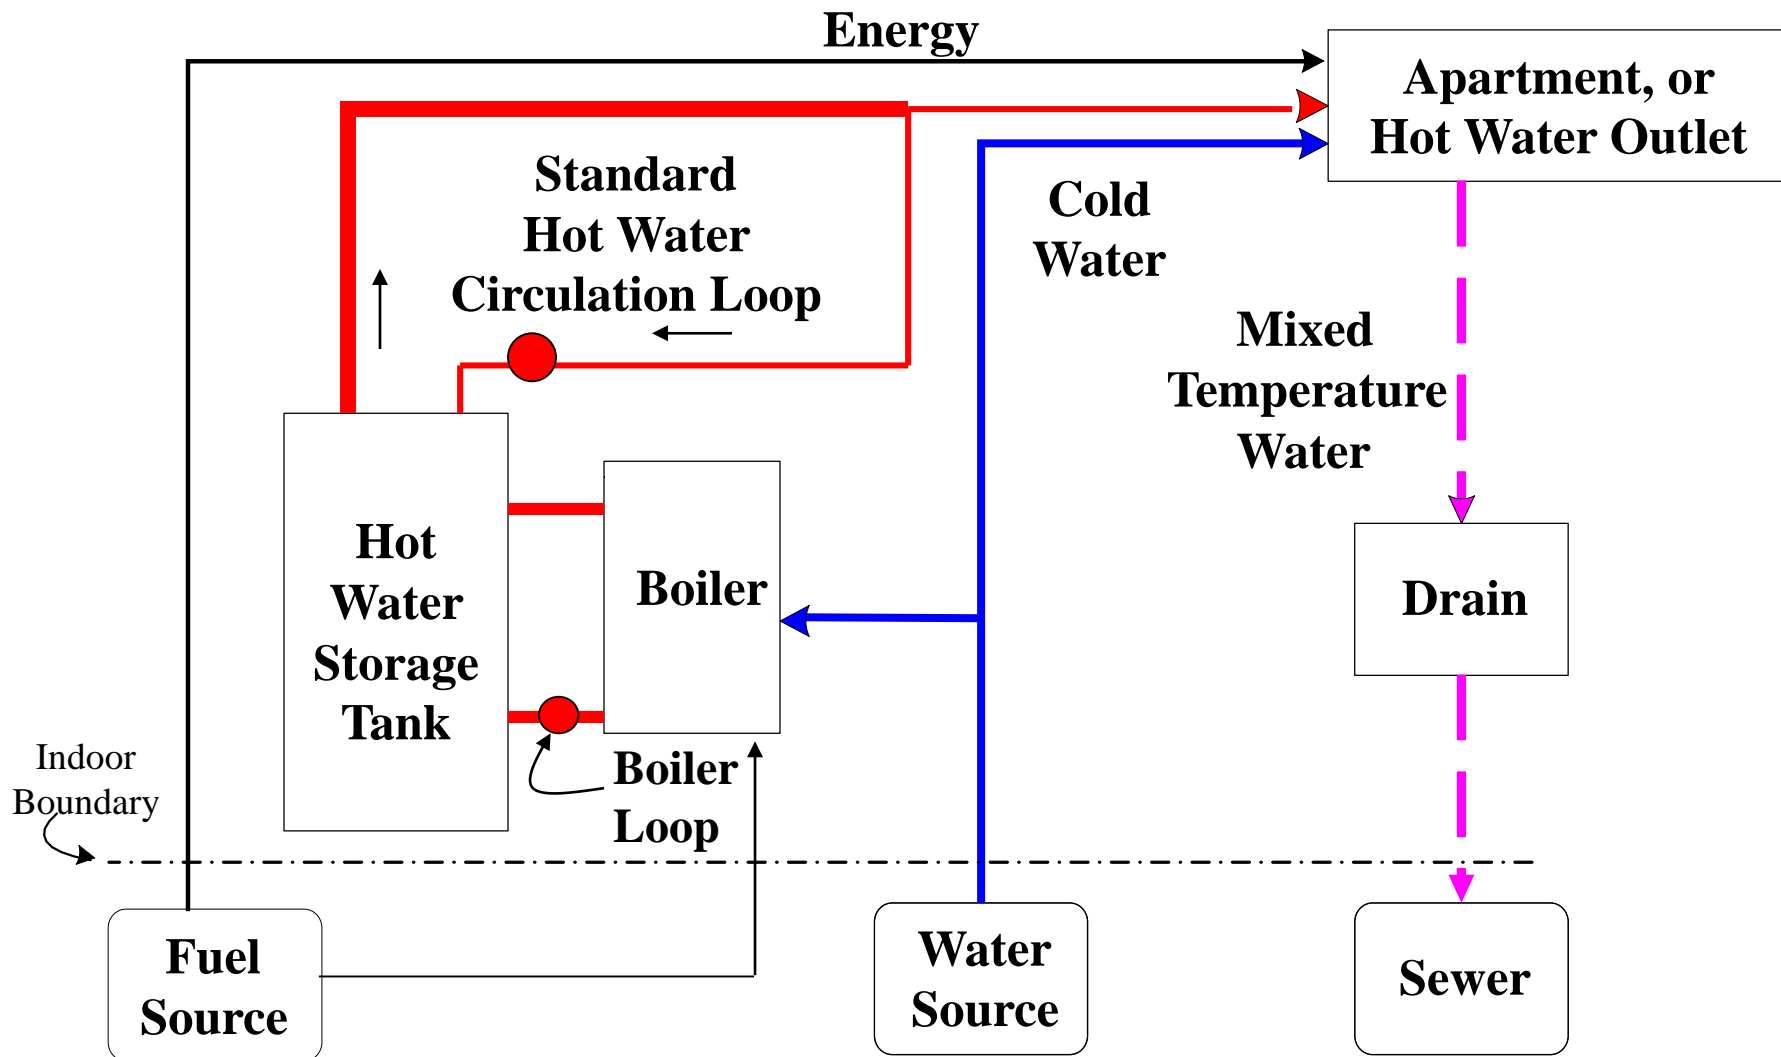 Energy
Apartment, or
Hot Water Outlet
Standard
Hot Water
Circulation Loop
Cold
Water
Mixed
Temperature
Water
Hot
Water
Storage
Tank
Boiler
Drain
Indoor
Boundary
Boiler
Loop
Fuel
Source
Water
Source
Sewer